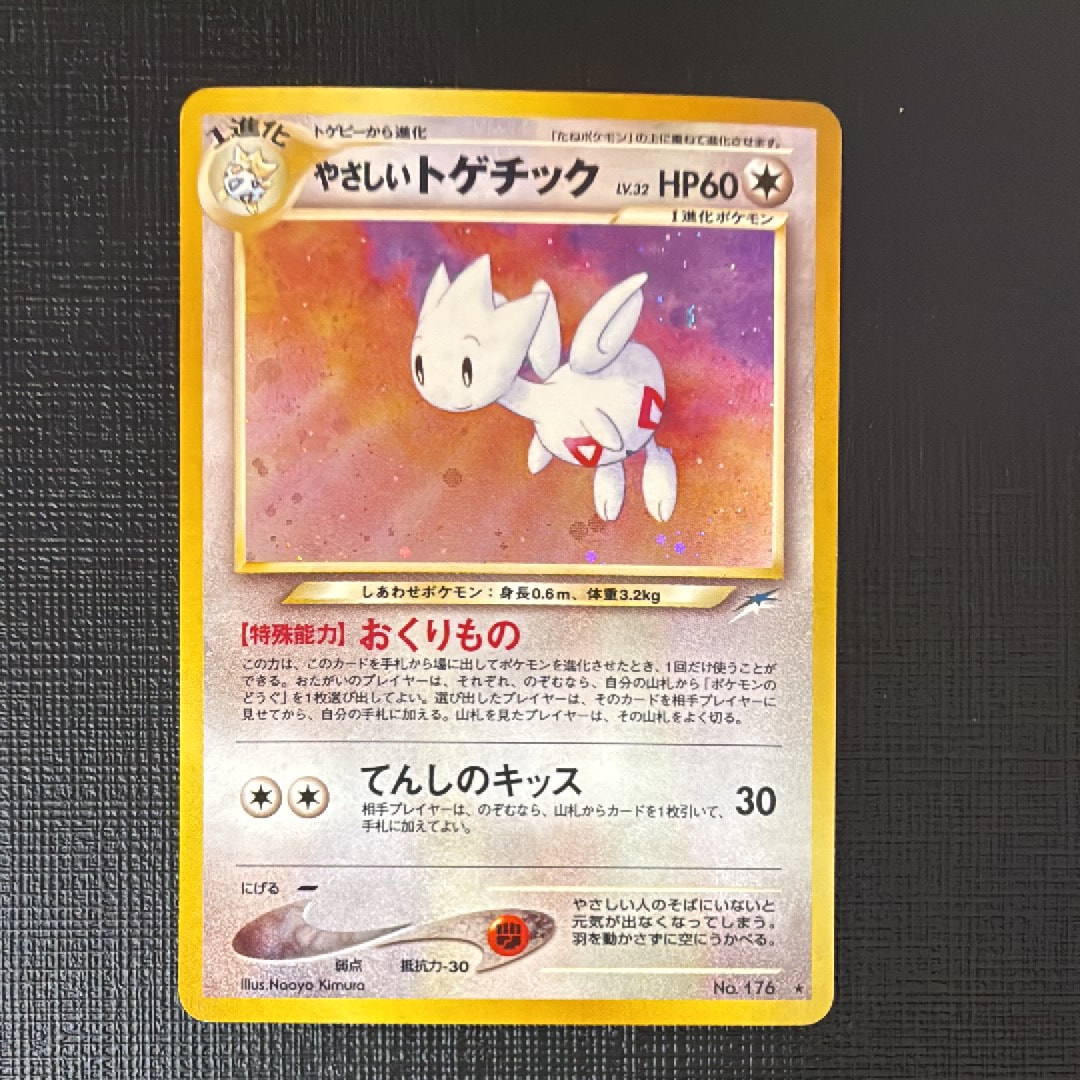 1進化
トゲピーから進化
「たねポケモン」の上に重ねて進化させます。
やさしいトゲチック LV.32 HP60
1進化ポケモン
しあわせポケモン：身長0.6m、体重3.2kg
【特殊能力】おくりもの
この力は、このカードを手札から場に出してポケモンを進化させたとき、1回だけ使うことが
できる。おたがいのプレイヤーは、それぞれ、のぞむなら、自分の山札から「ポケモンの
どうぐ」を1枚選び出してよい。選び出したプレイヤーは、そのカードを相手プレイヤーに
見せてから、自分の手札に加える。山札を見たプレイヤーは、その山札をよく切る。
てんしのキッス 30
相手プレイヤーは、のぞむなら、山札からカードを1枚引いて、
手札に加えてよい。
にげる
やさしい人のそばにいないと
元気が出なくなってしまう。
羽を動かさずに空にうかべる。
弱点 抵抗力-30
Illus.Naoyo Kimura
No. 176 ★